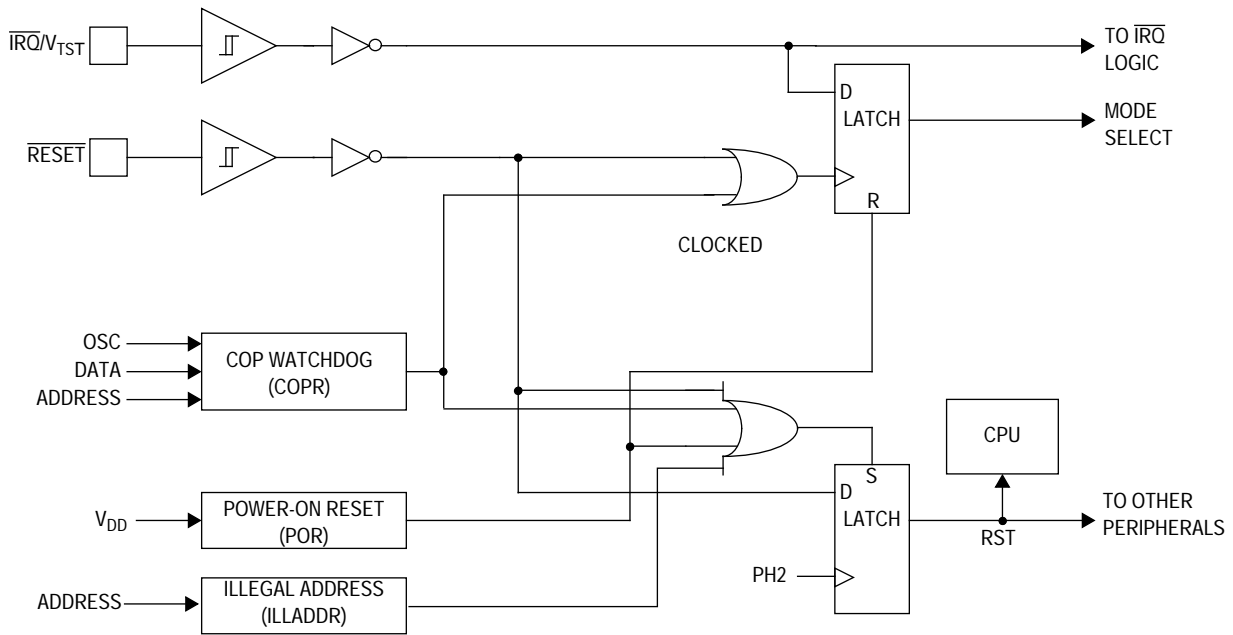 IRQ/VTST
TO IRQ
LOGIC
D
LATCH
MODE
SELECT
RESET
R
CLOCKED
OSC
DATA
ADDRESS
COP WATCHDOG
(COPR)
CPU
S
D
LATCH
VDD
POWER-ON RESET
(POR)
TO OTHER
PERIPHERALS
RST
PH2
ADDRESS
ILLEGAL ADDRESS
(ILLADDR)